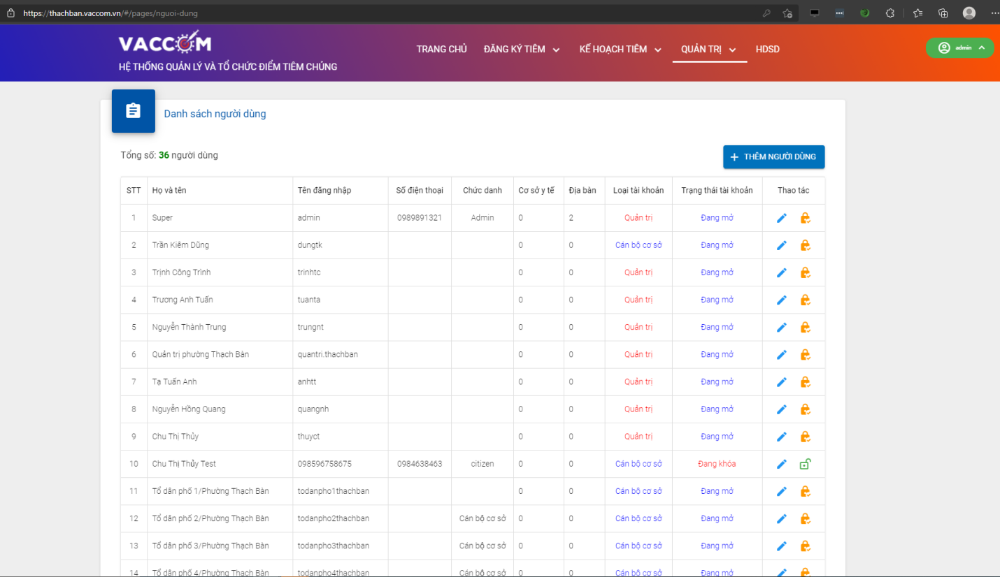 https://thachban.vaccom.vn/#/pages/nguoi-dung
VACCOM
HỆ THỐNG QUẢN LÝ VÀ TỔ CHỨC ĐIỂM TIÊM CHỦNG
TRANG CHỦ ĐĂNG KÝ TIÊM KẾ HOẠCH TIÊM QUẢN TRỊ HDSD
admin
Danh sách người dùng
Tổng số: 36 người dùng
+ THÊM NGƯỜI DÙNG
STT Họ và tên Tên đăng nhập Số điện thoại Chức danh Cơ sở y tế Địa bàn Loại tài khoản Trạng thái tài khoản Thao tác
1 Super admin 0989891321 Admin 0 2 Quản trị Đang mở
2 Trần Kiêm Dũng dungtk 0 0 Cán bộ cơ sở Đang mở
3 Trịnh Công Trình trinhtc 0 0 Quản trị Đang mở
4 Trương Anh Tuấn tuanta 0 0 Quản trị Đang mở
5 Nguyễn Thành Trung trungnt 0 0 Quản trị Đang mở
6 Quản trị phường Thạch Bàn quantri.thachban 0 0 Quản trị Đang mở
7 Tạ Tuấn Anh anhtt 0 0 Quản trị Đang mở
8 Nguyễn Hồng Quang quangnh 0 0 Quản trị Đang mở
9 Chu Thị Thủy thuyct 0 0 Quản trị Đang mở
10 Chu Thị Thủy Test 098596758675 0984638463 citizen 0 0 Cán bộ cơ sở Đang khóa
11 Tổ dân phố 1/Phường Thạch Bàn todanpho1thachban 0 0 Cán bộ cơ sở Đang mở
12 Tổ dân phố 2/Phường Thạch Bàn todanpho2thachban Cán bộ cơ sở 0 0 Cán bộ cơ sở Đang mở
13 Tổ dân phố 3/Phường Thạch Bàn todanpho3thachban Cán bộ cơ sở 0 0 Cán bộ cơ sở Đang mở
14 Tổ dân phố 4/Phường Thạch Bàn todanpho4thachban Cán bộ cơ sở 0 0 Cán bộ cơ sở Đang mở